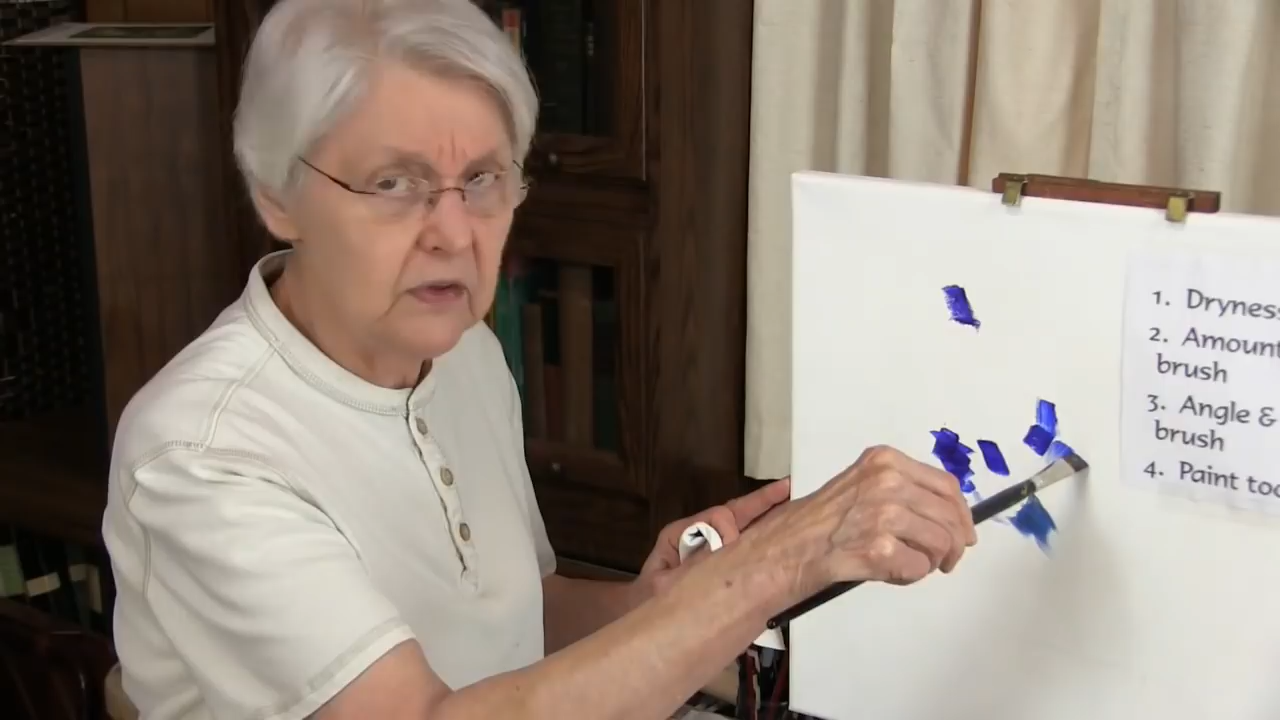 1. Dryness
2. Amount
brush
3. Angle &
brush
4. Paint too